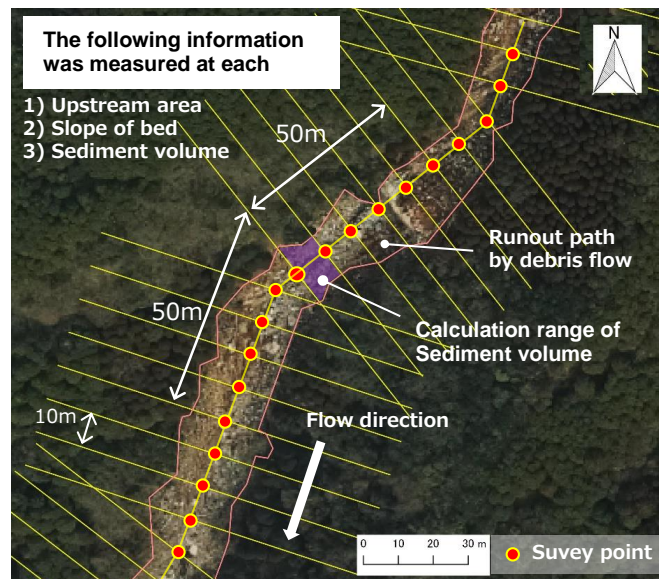 The following information
was measured at each
1) Upstream area
2) Slope of bed
3) Sediment volume
N
50m
Runout path
by debris flow
50m
Calculation range of
Sediment volume
10m
Flow direction
0 10 20 30 m
Suvey point